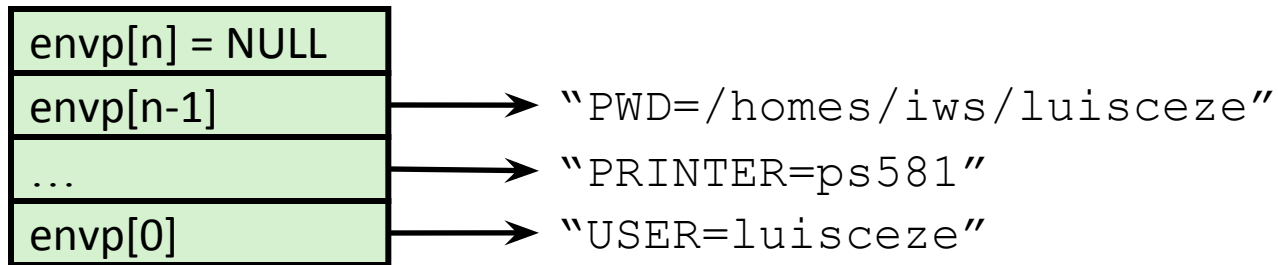 envp[n] = NULL
envp[n-1] “PWD=/homes/iws/luisceze”
... “PRINTER=ps581”
envp[0] “USER=luisceze”